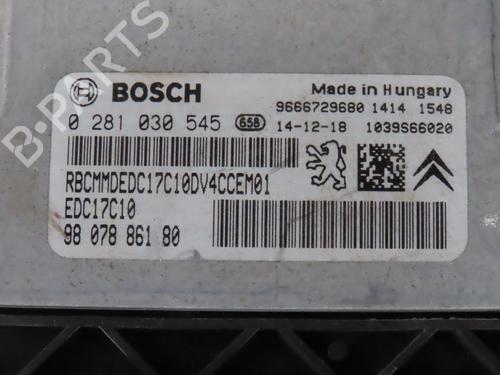 B-PARTS
BOSCH
Made in Hungary
9666729680 1414 1548
0 281 030 545 656 14-12-18 1039S66020
RBCMMDEDC17C10DV4CCEM01
EDC17C10
98 078 861 80